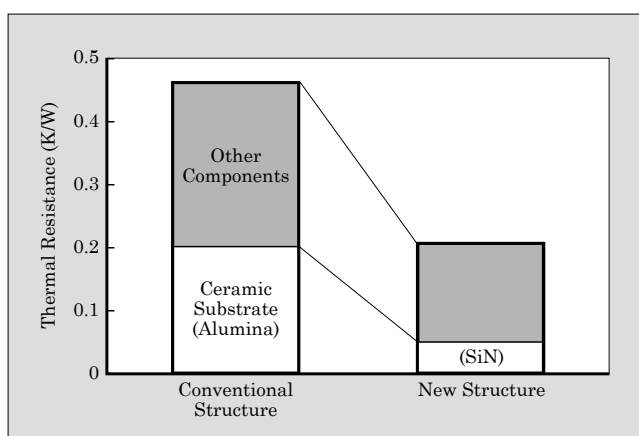 Thermal Resistance (K/W)
0.5
0.4
0.3
0.2
0.1
0
Other
Components
Ceramic
Substrate
(Alumina)
(SiN)
Conventional
Structure
New Structure